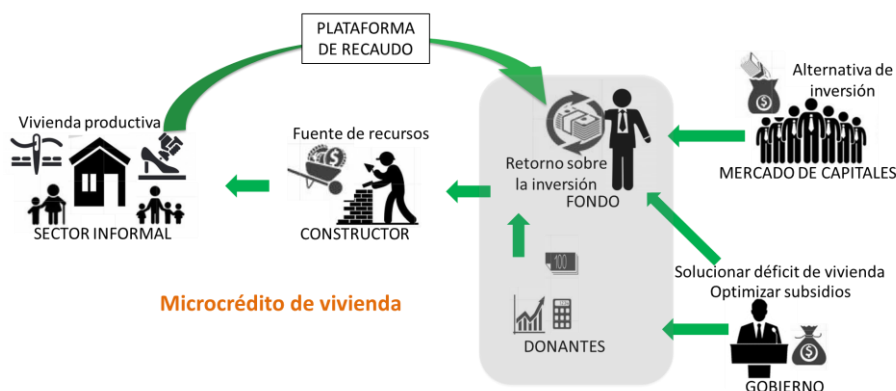 PLATAFORMA
DE RECAUDO
Vivienda productiva
SECTOR INFORMAL
Fuente de recursos
$
CONSTRUCTOR
Retorno sobre
la inversión
FONDO
100
DONANTES
Alternativa de
inversión
$
MERCADO DE CAPITALES
Solucionar déficit de vivienda
Optimizar subsidios
$
GOBIERNO
Microcrédito de vivienda